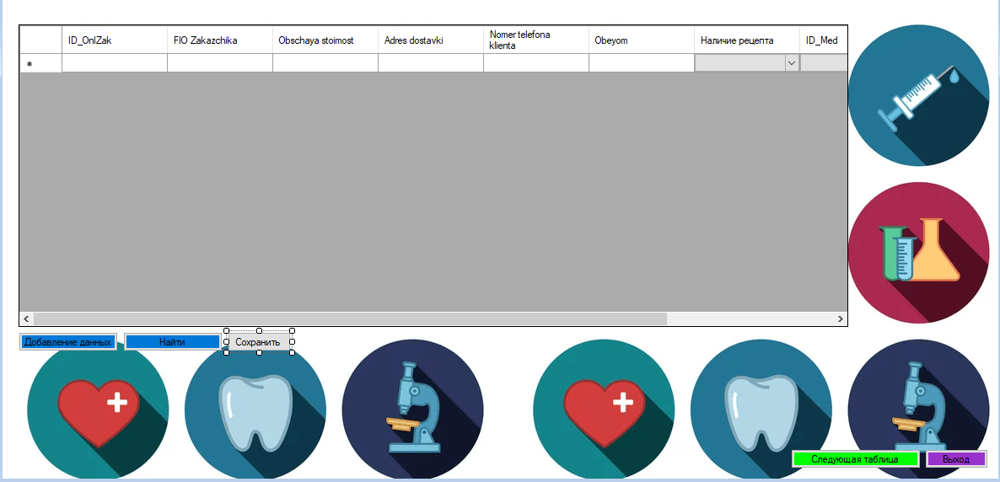 ID_OnlZak FIO Zakazchika Obschaya stoimost Adres dostavki Nomer telefona klienta Obeyom Наличие рецепта ID_Med
Добавление данных Найти Сохранить
Следующая таблица Выход